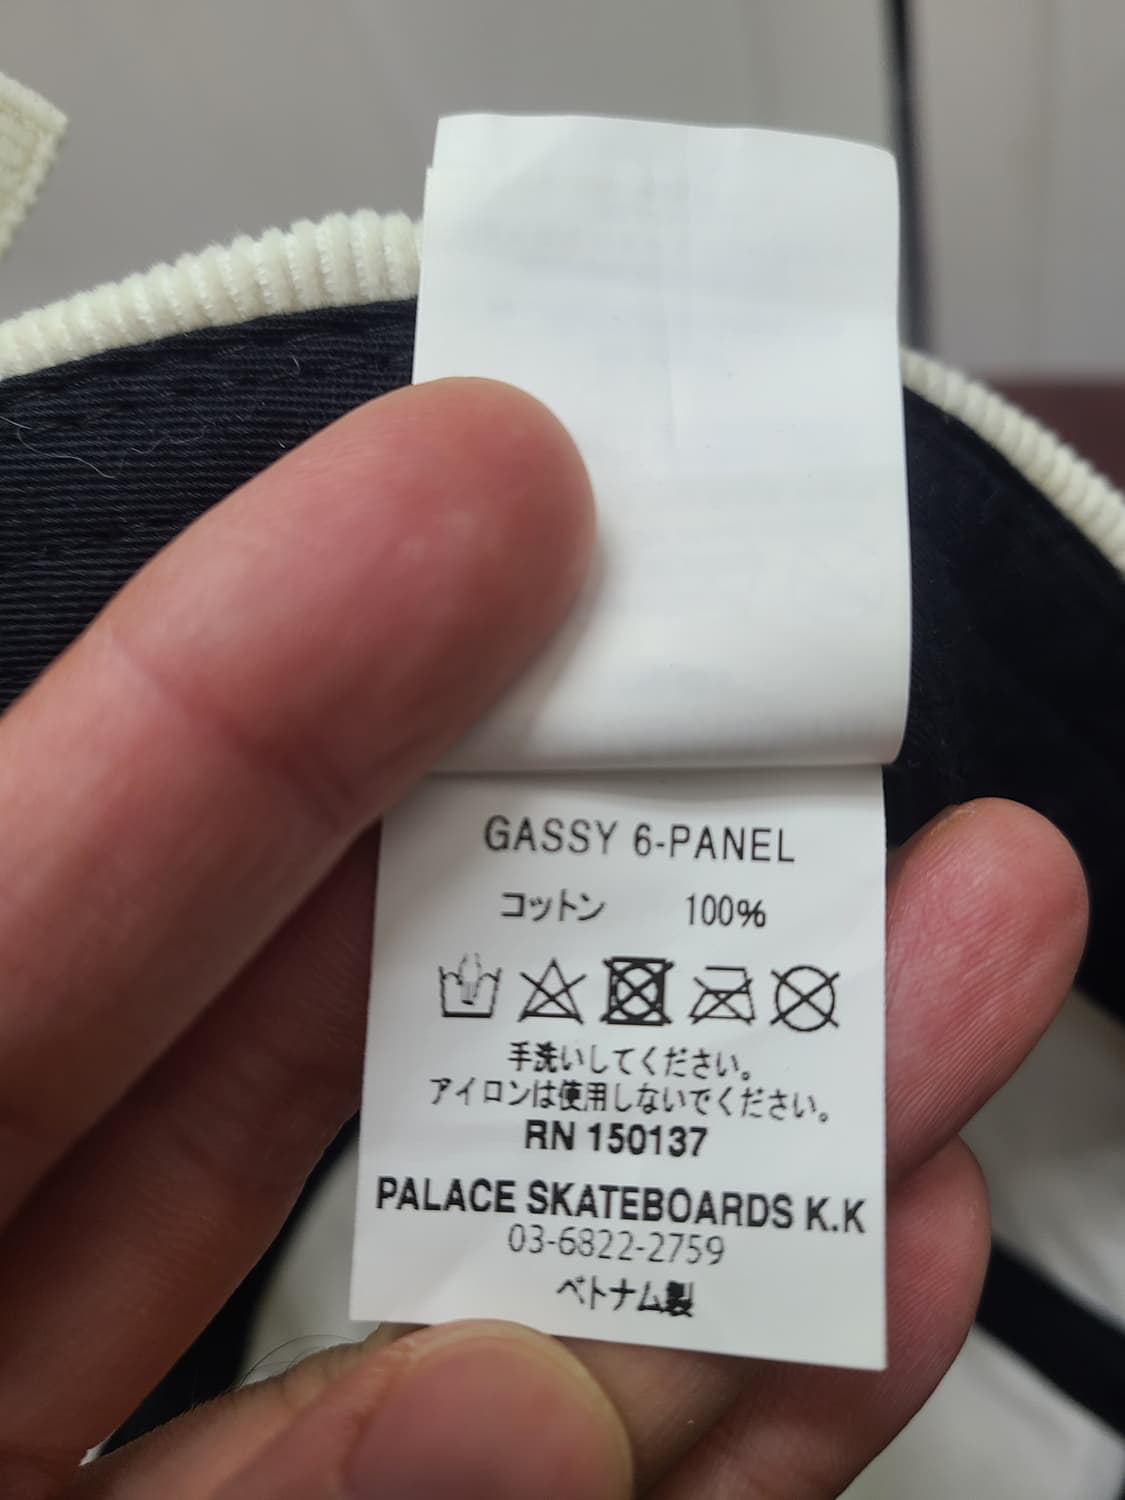 GASSY 6-PANEL
コットン 100%
手洗いしてください。
アイロンは使用しないでください。
RN 150137
PALACE SKATEBOARDS K.K
03-6822-2759
ベトナム製